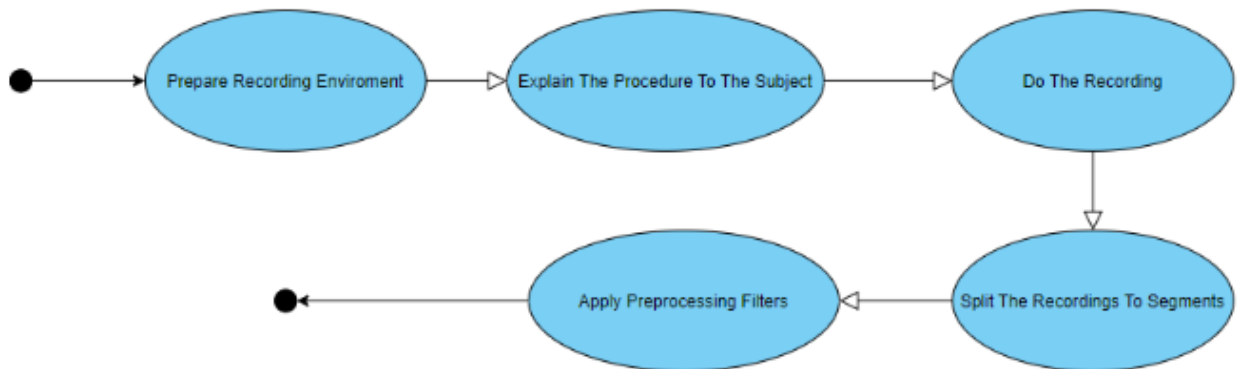 Prepare Recording Enviroment
Explain The Procedure To The Subject
Do The Recording
Split The Recordings To Segments
Apply Preprocessing Filters